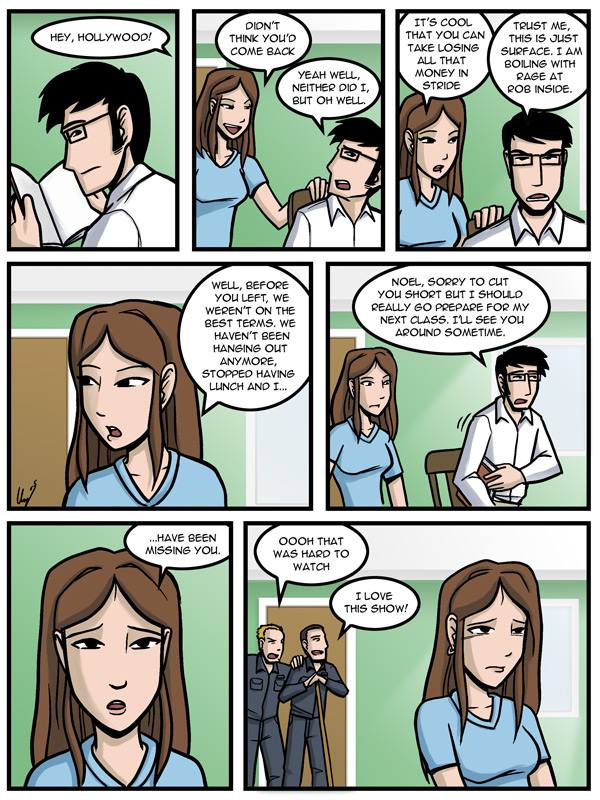 HEY, HOLLYWOOD!
DIDN'T
THINK YOU'D
COME BACK
YEAH WELL,
NEITHER DID I,
BUT OH WELL.
IT'S COOL
THAT YOU CAN
TAKE LOSING
ALL THAT
MONEY IN
STRIDE
TRUST ME,
THIS IS JUST
SURFACE. I AM
BOILING WITH
RAGE AT
ROB INSIDE.
WELL, BEFORE
YOU LEFT, WE
WEREN'T ON THE
BEST TERMS. WE
HAVEN'T BEEN
HANGING OUT
ANYMORE,
STOPPED HAVING
LUNCH AND I...
NOEL, SORRY TO CUT
YOU SHORT BUT I SHOULD
REALLY GO PREPARE FOR MY
NEXT CLASS. I'LL SEE YOU
AROUND SOMETIME.
...HAVE BEEN
MISSING YOU.
OOOH THAT
WAS HARD TO
WATCH
I LOVE
THIS SHOW!